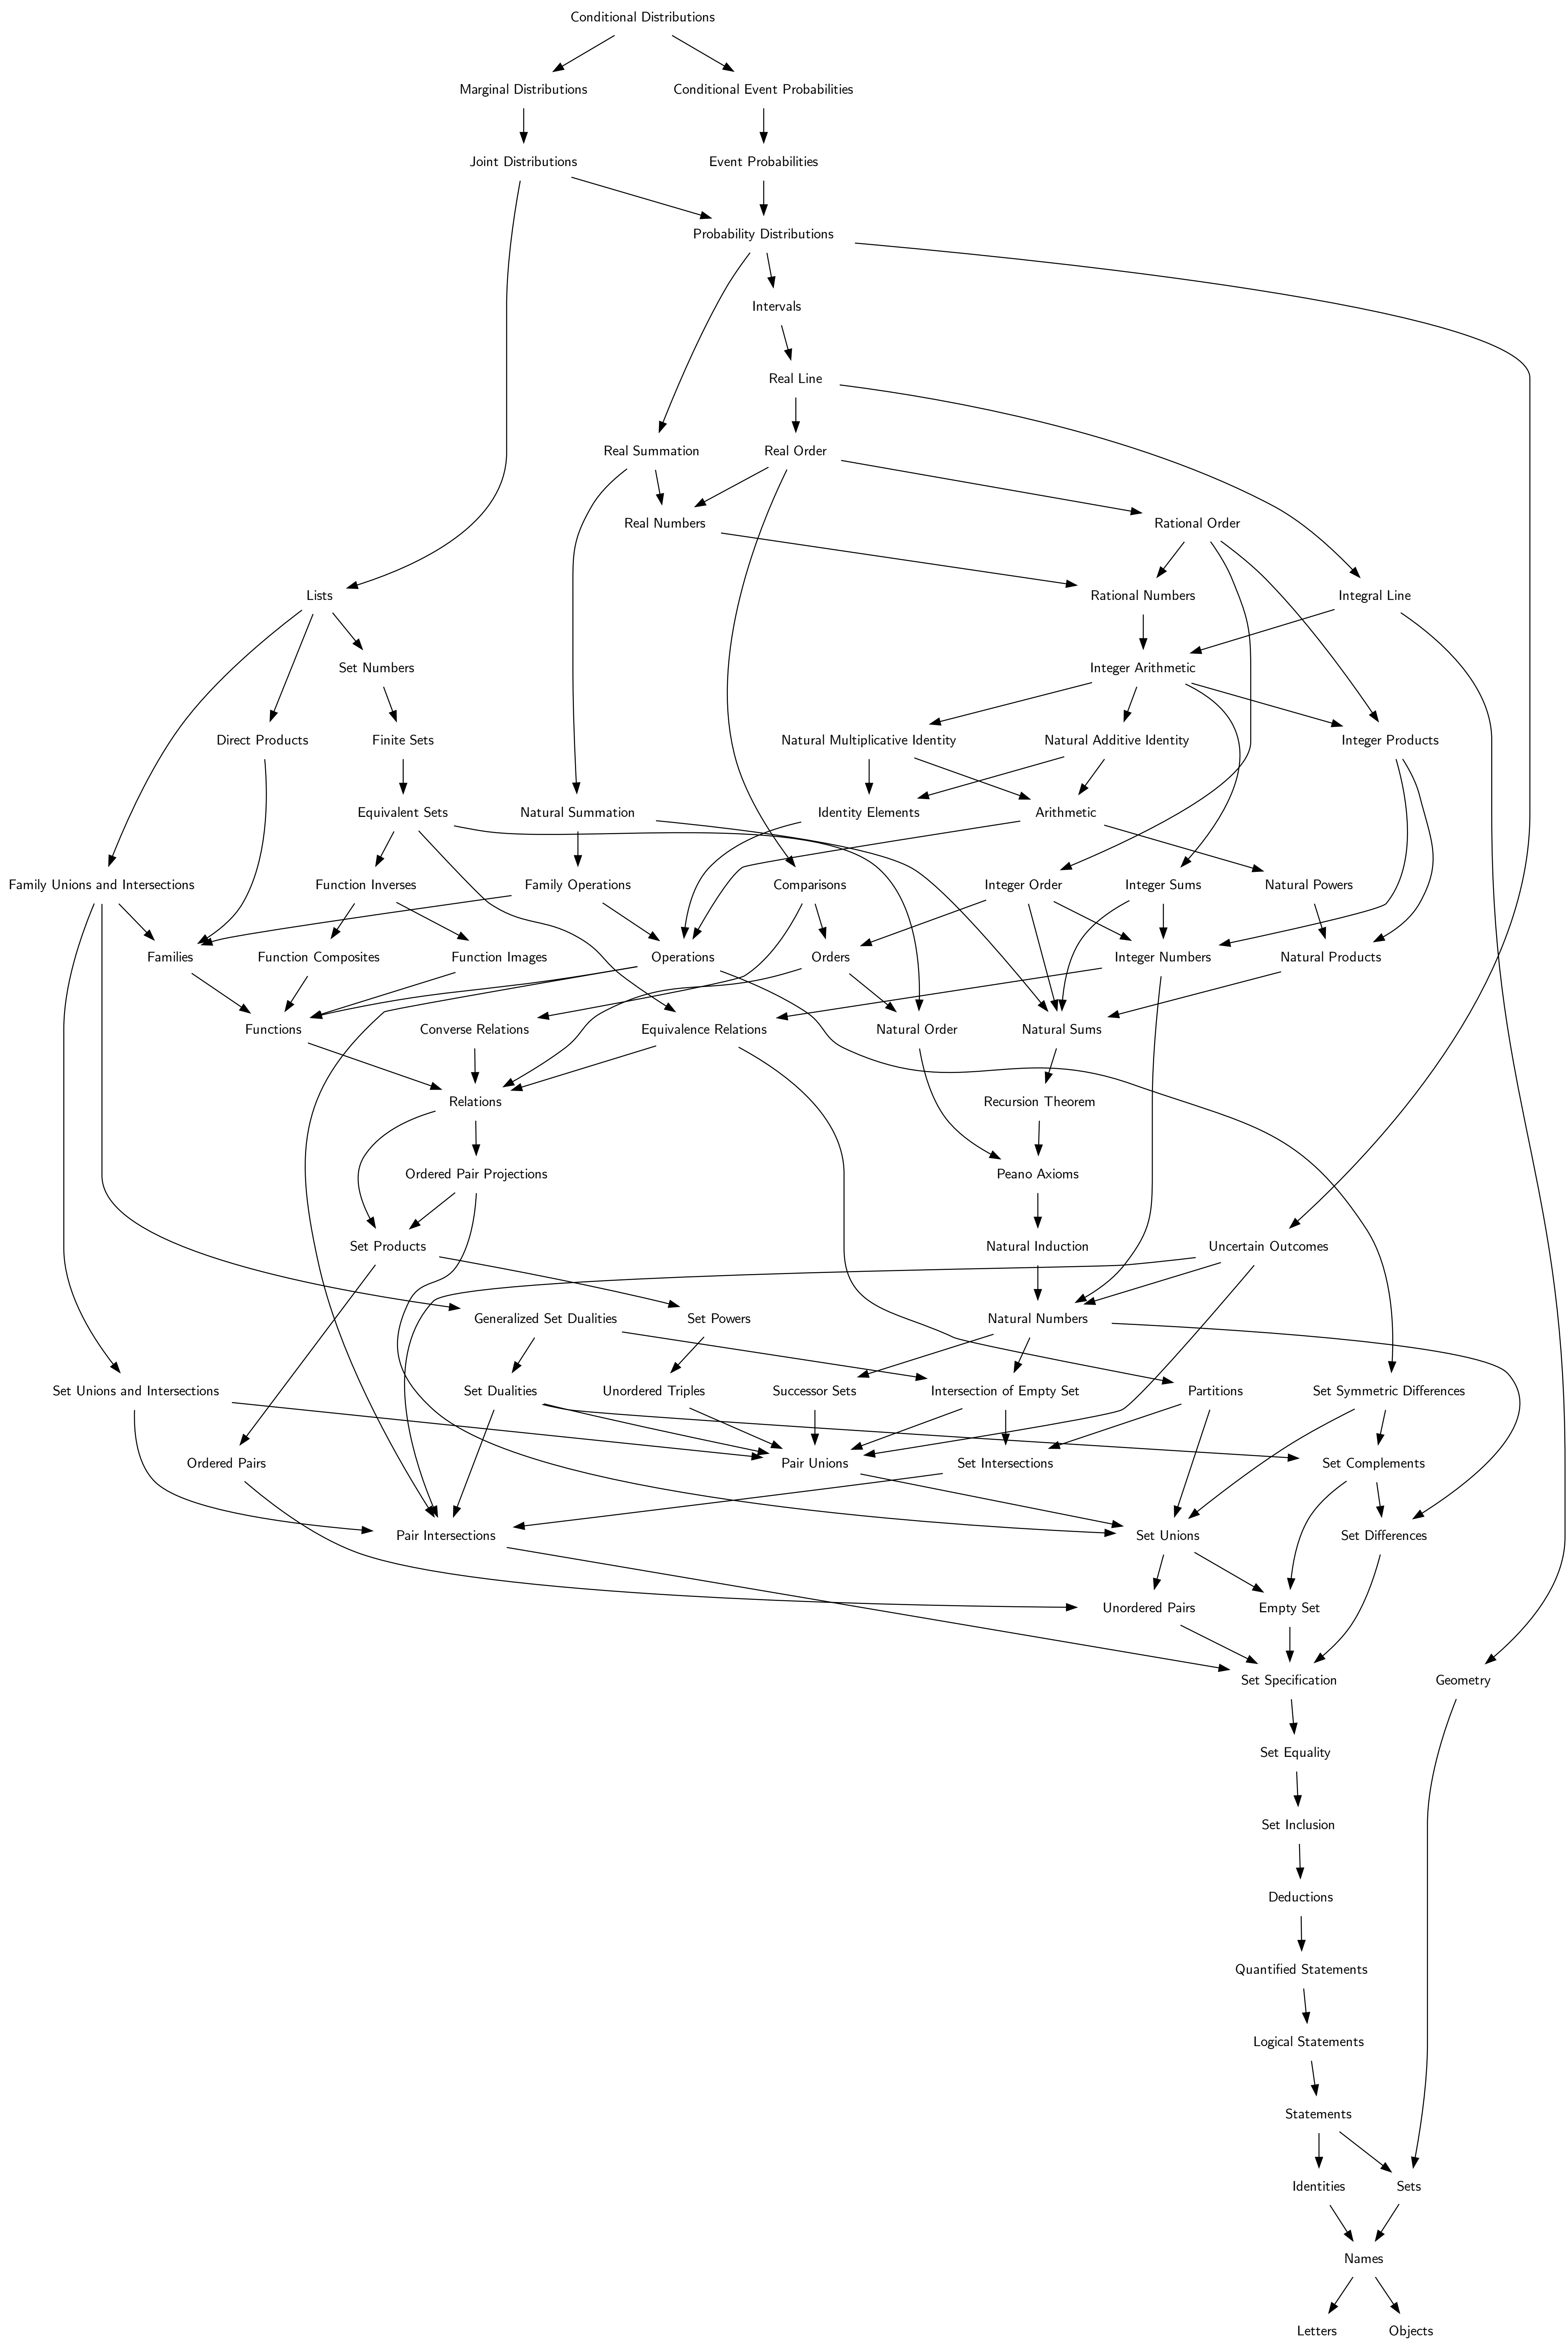 Conditional Distributions
Marginal Distributions
Conditional Event Probabilities
Joint Distributions
Event Probabilities
Probability Distributions
Intervals
Real Line
Real Summation
Real Order
Real Numbers
Rational Order
Lists
Rational Numbers
Integral Line
Set Numbers
Integer Arithmetic
Direct Products
Finite Sets
Natural Multiplicative Identity
Natural Additive Identity
Integer Products
Equivalent Sets
Natural Summation
Identity Elements
Arithmetic
Family Unions and Intersections
Function Inverses
Family Operations
Comparisons
Integer Order
Integer Sums
Natural Powers
Families
Function Composites
Function Images
Operations
Orders
Integer Numbers
Natural Products
Functions
Converse Relations
Equivalence Relations
Natural Order
Natural Sums
Relations
Recursion Theorem
Ordered Pair Projections
Peano Axioms
Set Products
Natural Induction
Uncertain Outcomes
Generalized Set Dualities
Set Powers
Natural Numbers
Set Unions and Intersections
Set Dualities
Unordered Triples
Successor Sets
Intersection of Empty Set
Partitions
Set Symmetric Differences
Ordered Pairs
Pair Unions
Set Intersections
Set Complements
Pair Intersections
Set Unions
Set Differences
Unordered Pairs
Empty Set
Set Specification
Geometry
Set Equality
Set Inclusion
Deductions
Quantified Statements
Logical Statements
Statements
Identities
Sets
Names
Letters
Objects